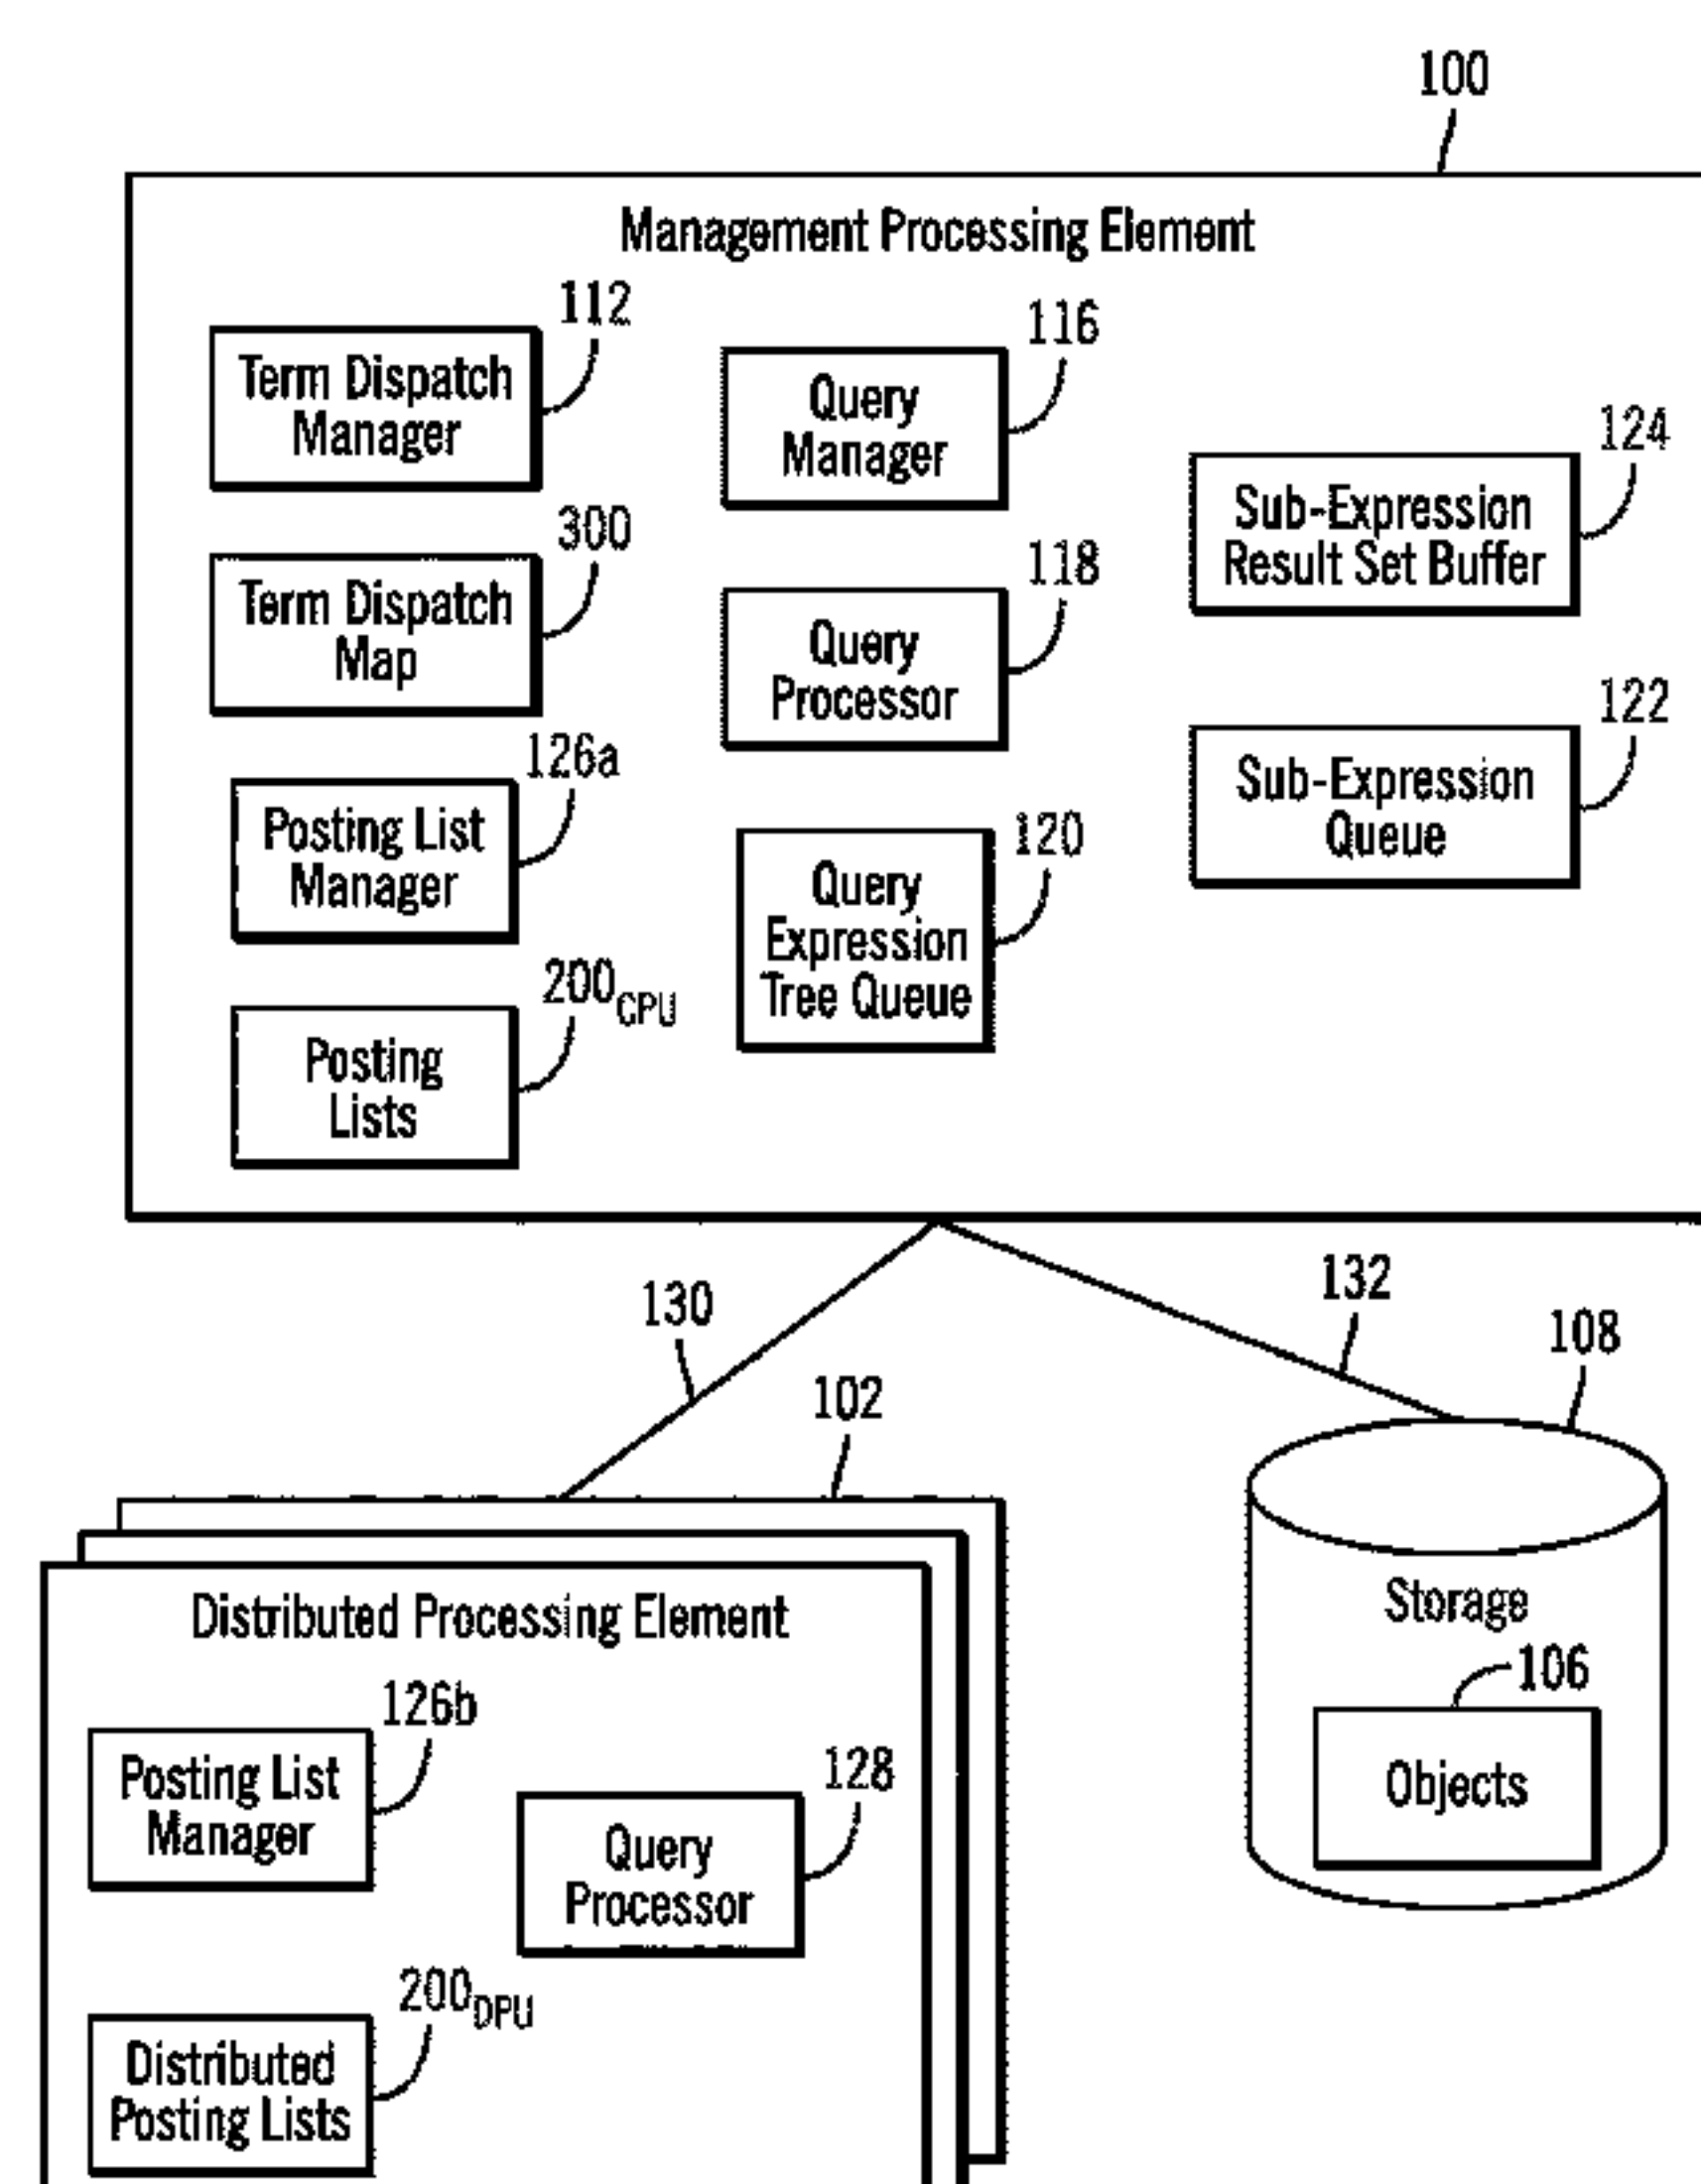 100
Management Processing Element
112
Term Dispatch
Manager
300
Term Dispatch
Map
126a
Posting List
Manager
200CPU
Posting
Lists
116
Query
Manager
118
Query
Processor
120
Query
Expression
Tree Queue
124
Sub-Expression
Result Set Buffer
122
Sub-Expression
Queue
130
132
102
108
Distributed Processing Element
126b
Posting List
Manager
128
Query
Processor
200DPU
Distributed
Posting Lists
Storage
106
Objects